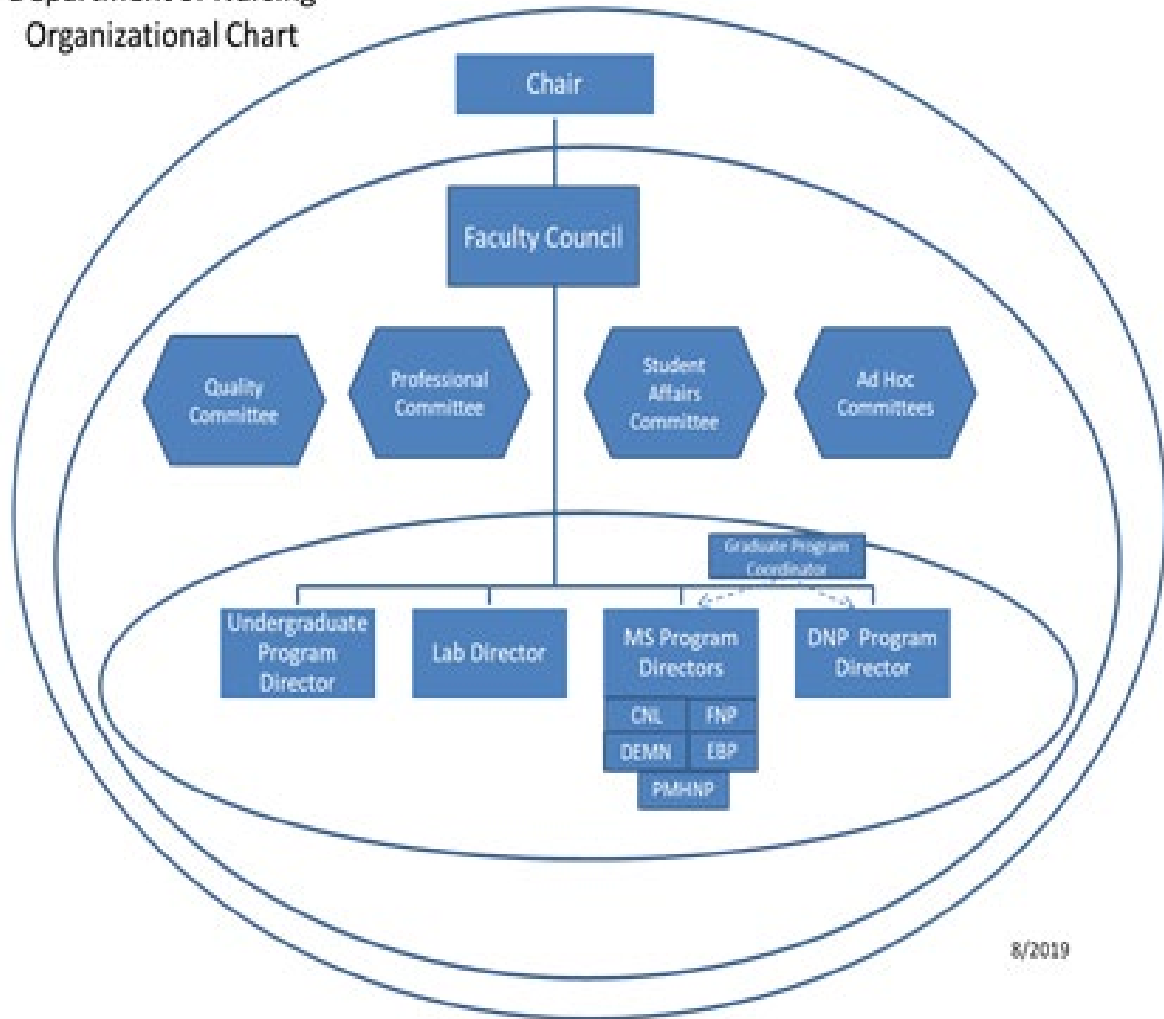 Organizational Chart
Chair
Faculty Council
Quality
Committee
Professional
Committee
Student
Affairs
Committee
Ad Hoc
Committees
Graduate Program
Coordinator
Undergraduate
Program
Director
Lab Director
MS Program
Directors
CNL
FNP
DEMN
EBP
PMHNP
DNP Program
Director
8/2019